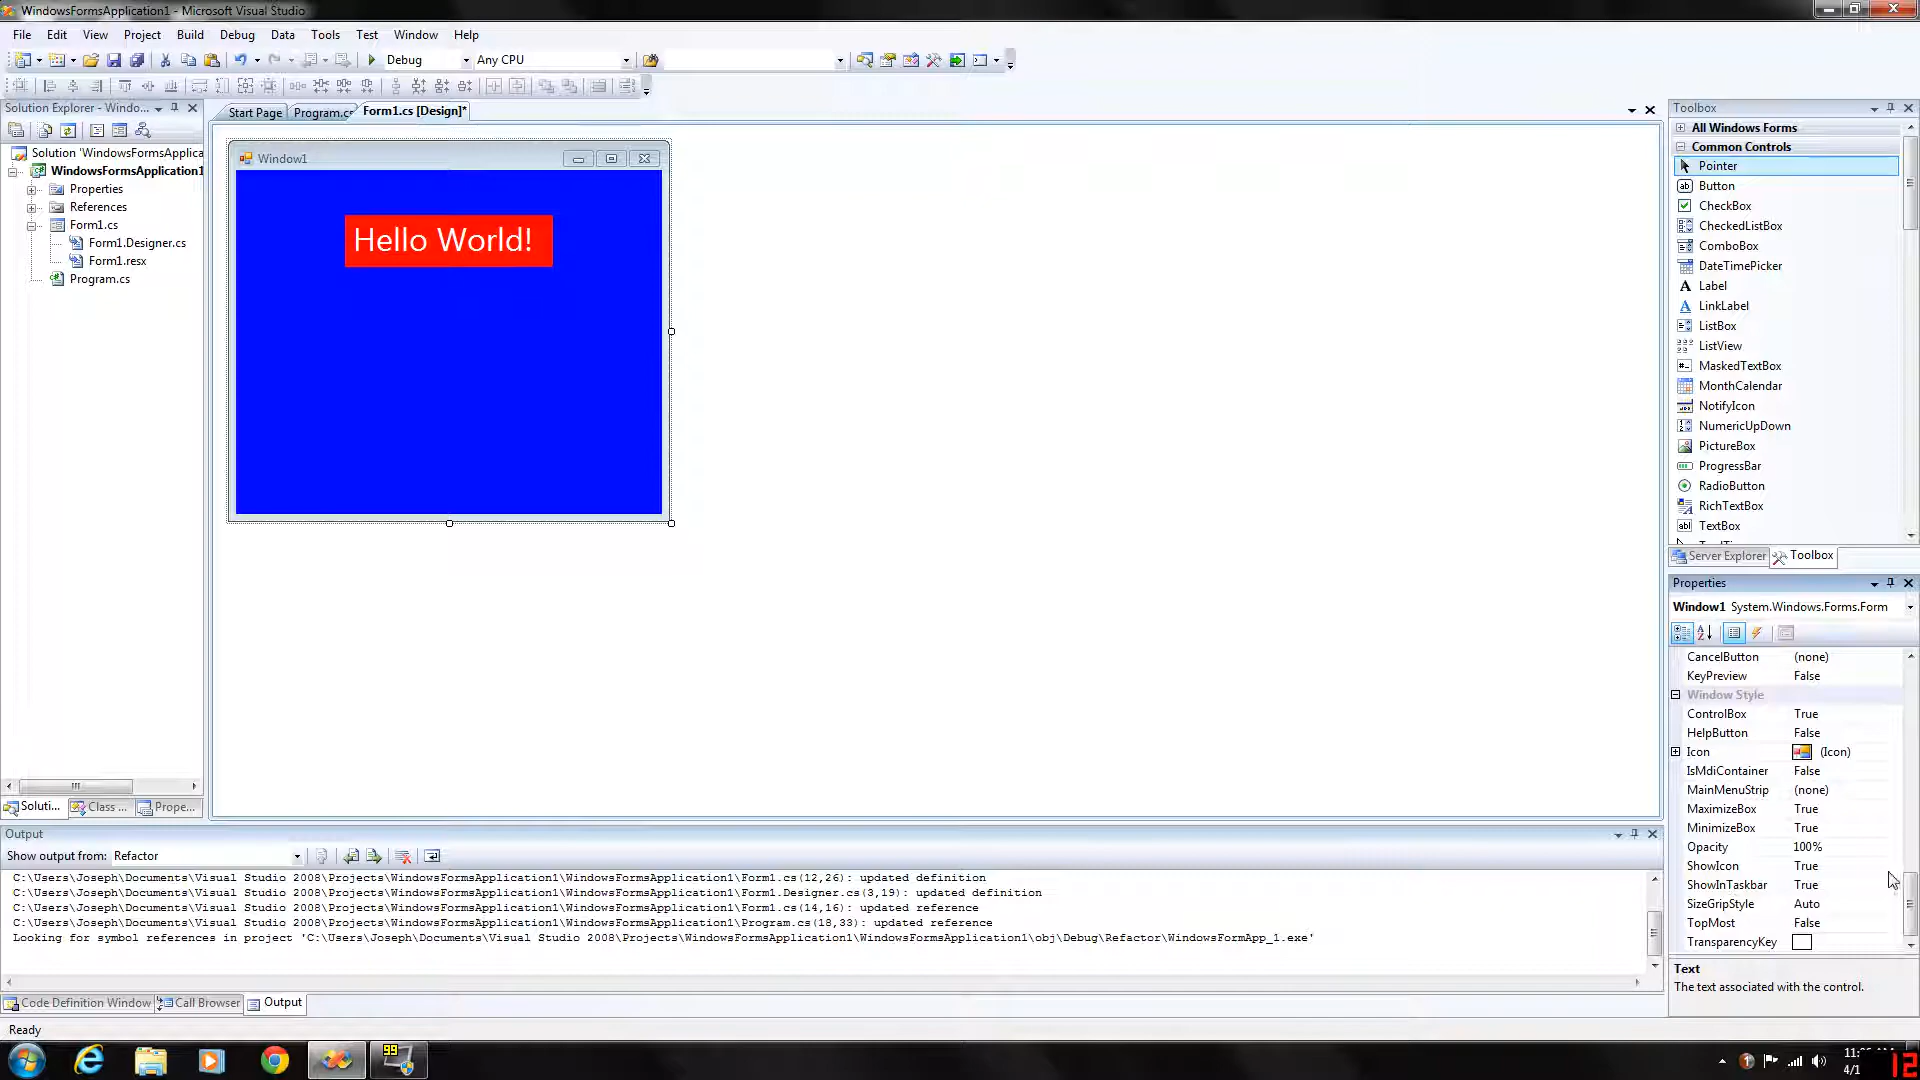 WindowsFormsApplication1 - Microsoft Visual Studio
File Edit View Project Build Debug Data Tools Test Window Help
Debug Any CPU
Solution Explorer - Windo...
Start Page Program.cs Form1.cs [Design]*
Toolbox
Solution 'WindowsFormsApplica
WindowsFormsApplication1
Properties
References
Form1.cs
Form1.Designer.cs
Form1.resx
Program.cs
Window1
Hello World!
All Windows Forms
Common Controls
Pointer
Button
CheckBox
CheckedListBox
ComboBox
DateTimePicker
Label
LinkLabel
ListBox
ListView
MaskedTextBox
MonthCalendar
NotifyIcon
NumericUpDown
PictureBox
ProgressBar
RadioButton
RichTextBox
TextBox
Server Explorer Toolbox
Properties
Window1 System.Windows.Forms.Form
CancelButton (none)
KeyPreview False
Window Style
ControlBox True
HelpButton False
Icon (Icon)
IsMdiContainer False
MainMenuStrip (none)
MaximizeBox True
MinimizeBox True
Opacity 100%
ShowIcon True
ShowInTaskbar True
SizeGripStyle Auto
TopMost False
TransparencyKey
Text
The text associated with the control.
Soluti... Class ... Prope...
Output
Show output from: Refactor
C:\Users\Joseph\Documents\Visual Studio 2008\Projects\WindowsFormsApplication1\WindowsFormsApplication1\Form1.cs(12,26): updated definition
C:\Users\Joseph\Documents\Visual Studio 2008\Projects\WindowsFormsApplication1\WindowsFormsApplication1\Form1.Designer.cs(3,19): updated definition
C:\Users\Joseph\Documents\Visual Studio 2008\Projects\WindowsFormsApplication1\WindowsFormsApplication1\Form1.cs(14,16): updated reference
C:\Users\Joseph\Documents\Visual Studio 2008\Projects\WindowsFormsApplication1\WindowsFormsApplication1\Program.cs(18,33): updated reference
Looking for symbol references in project 'C:\Users\Joseph\Documents\Visual Studio 2008\Projects\WindowsFormsApplication1\WindowsFormsApplication1\obj\Debug\Refactor\WindowsFormApp_1.exe'
Code Definition Window Call Browser Output
Ready
99
4/1
12